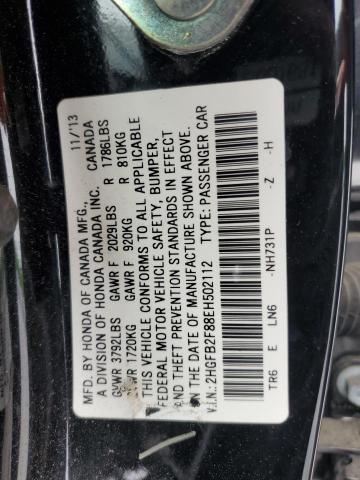 MFD. BY HONDA OF CANADA MFG., 11/'13
A DIVISION OF HONDA CANADA INC. CANADA
GVWR 3792LBS GAWR F 2029LBS R 1786LBS
GVWR 1720KG GAWR F 920KG R 810KG
THIS VEHICLE CONFORMS TO ALL APPLICABLE
FEDERAL MOTOR VEHICLE SAFETY, BUMPER,
AND THEFT PREVENTION STANDARDS IN EFFECT
ON THE DATE OF MANUFACTURE SHOWN ABOVE.
V.I.N.: 2HGFB2F88EH502112 TYPE: PASSENGER CAR
TR6 E LN6 -NH731P -Z -H